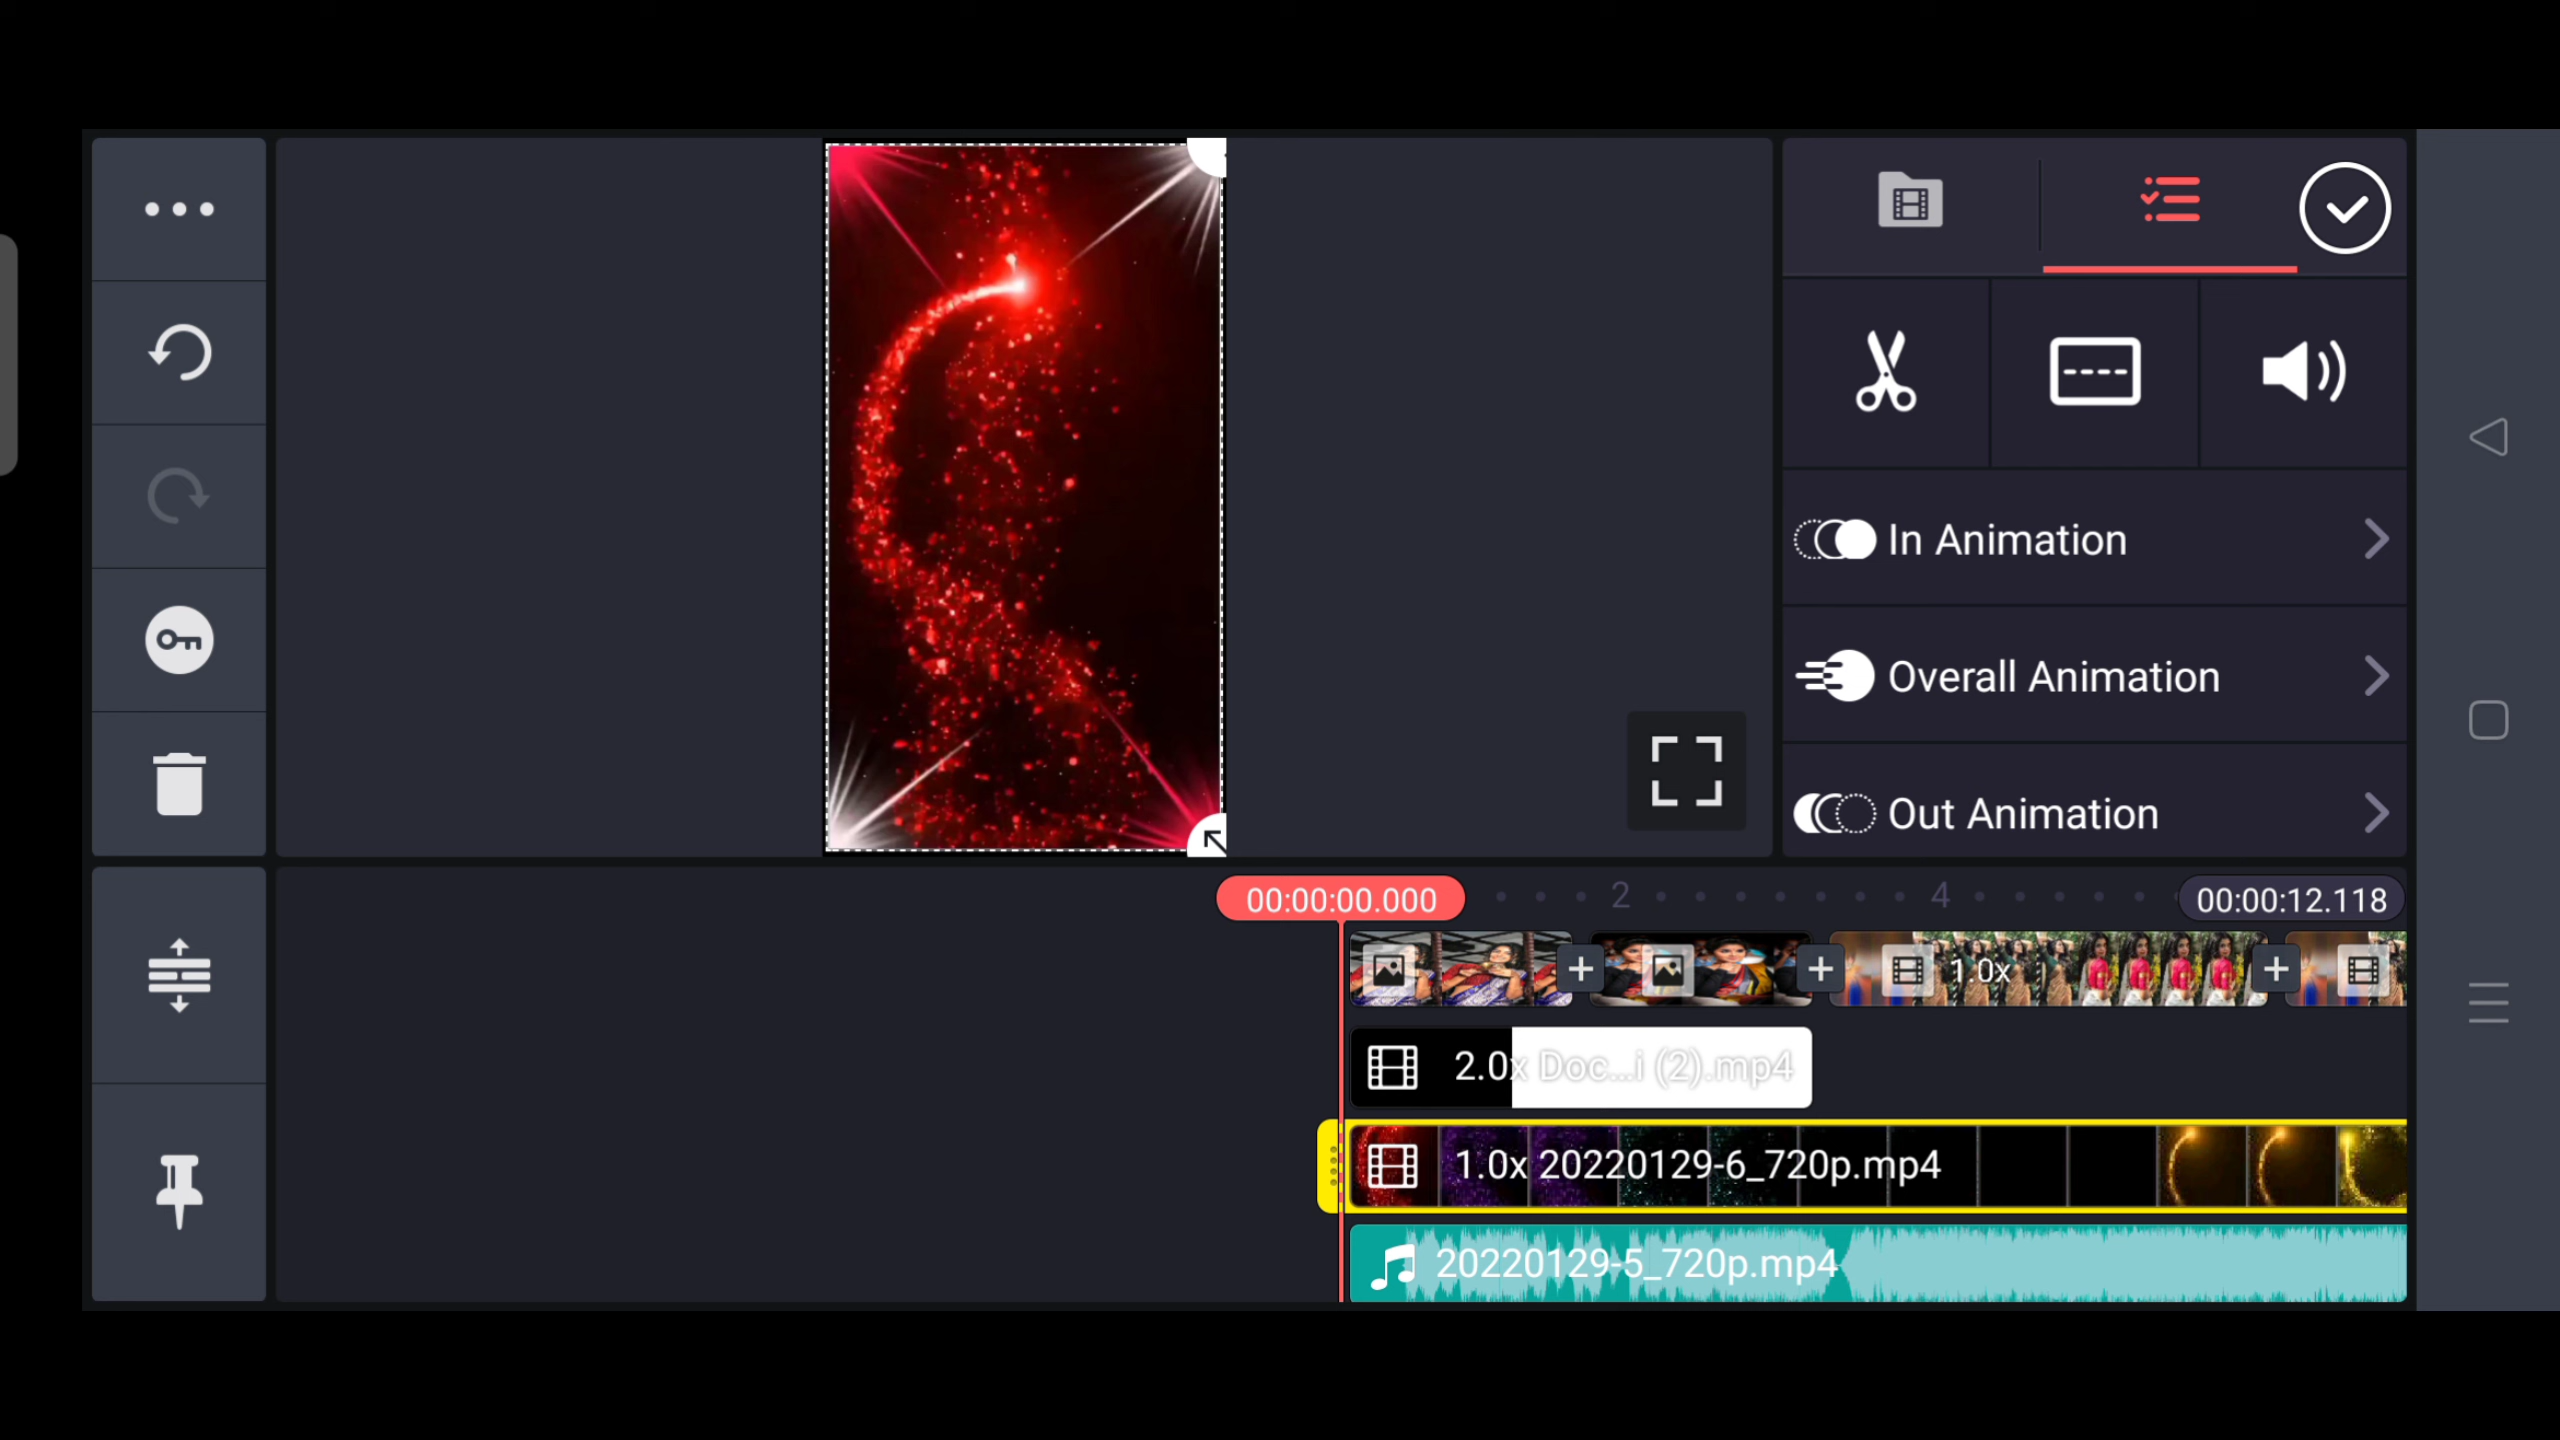 In Animation
Overall Animation
Out Animation
00:00:00.000
2
4
00:00:12.118
1.0x
2.0x Doc...i (2).mp4
1.0x 20220129-6_720p.mp4
20220129-5_720p.mp4